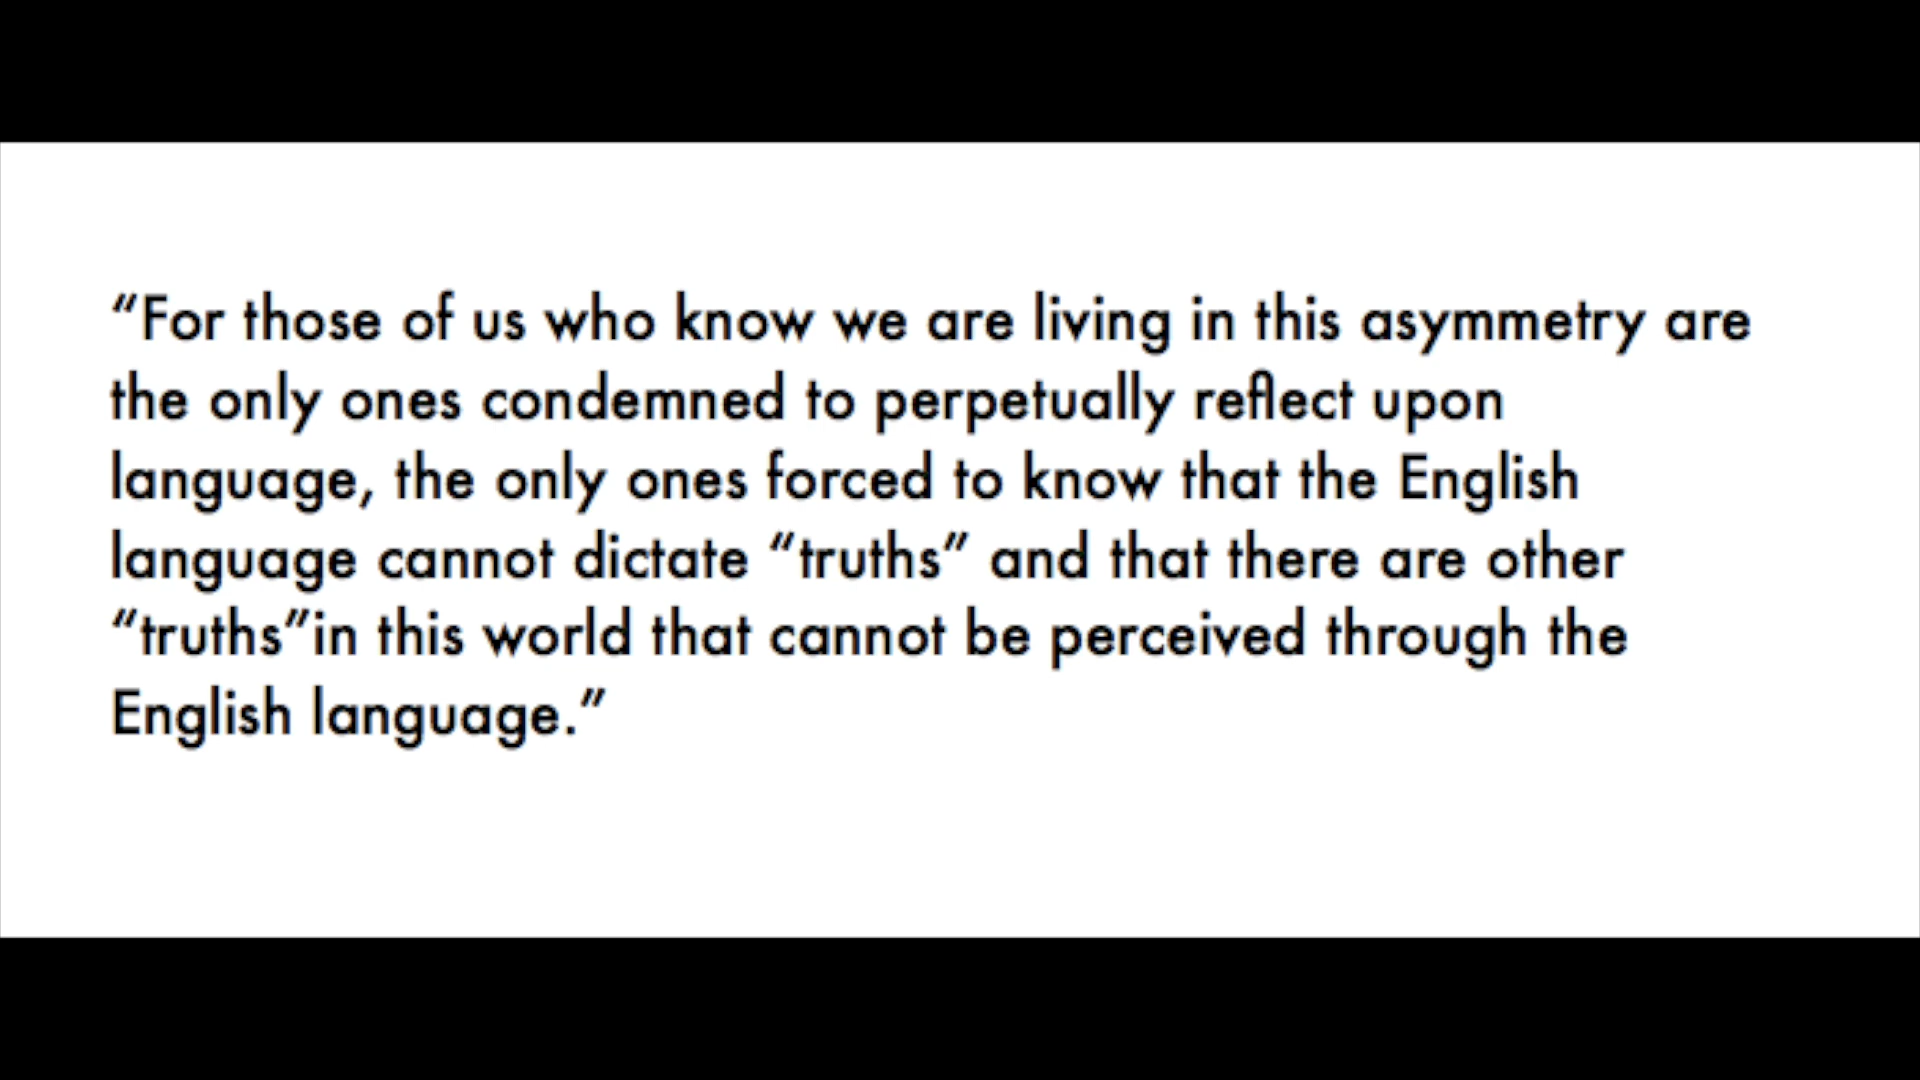 “For those of us who know we are living in this asymmetry are
the only ones condemned to perpetually reflect upon
language, the only ones forced to know that the English
language cannot dictate “truths” and that there are other
“truths”in this world that cannot be perceived through the
English language.”